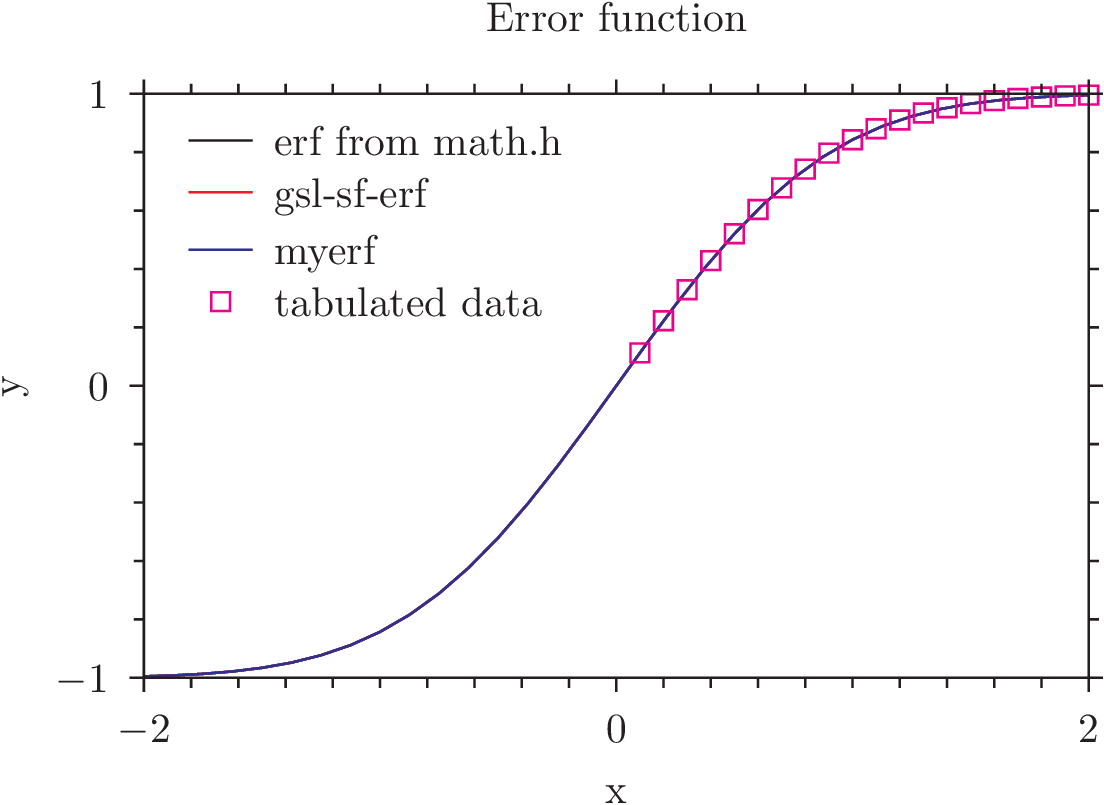 Error function
1
erf from math.h
gsl-sf-erf
myerf
tabulated data
y
0
−1
−2
0
2
x